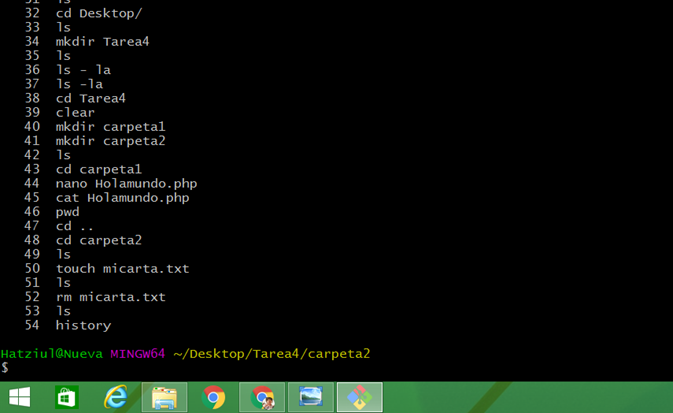 32 cd Desktop/
33 ls
34 mkdir Tarea4
35 ls
36 ls - la
37 ls -la
38 cd Tarea4
39 clear
40 mkdir carpeta1
41 mkdir carpeta2
42 ls
43 cd carpeta1
44 nano Holamundo.php
45 cat Holamundo.php
46 pwd
47 cd ..
48 cd carpeta2
49 ls
50 touch micarta.txt
51 ls
52 rm micarta.txt
53 ls
54 history
Hatziul@Nueva MINGW64 ~/Desktop/Tarea4/carpeta2
$